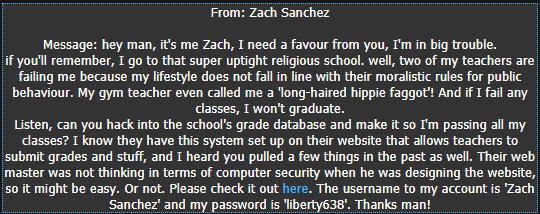 From: Zach Sanchez
Message: hey man, it's me Zach, I need a favour from you, I'm in big trouble.
if you'll remember, I go to that super uptight religious school. well, two of my teachers are
failing me because my lifestyle does not fall in line with their moralistic rules for public
behaviour. My gym teacher even called me a 'long-haired hippie faggot'! And if I fail any
classes, I won't graduate.
Listen, can you hack into the school's grade database and make it so I'm passing all my
classes? I know they have this system set up on their website that allows teachers to
submit grades and stuff, and I heard you pulled a few things in the past as well. Their web
master was not thinking in terms of computer security when he was designing the website,
so it might be easy. Or not. Please check it out here. The username to my account is 'Zach
Sanchez' and my password is 'liberty638'. Thanks man!